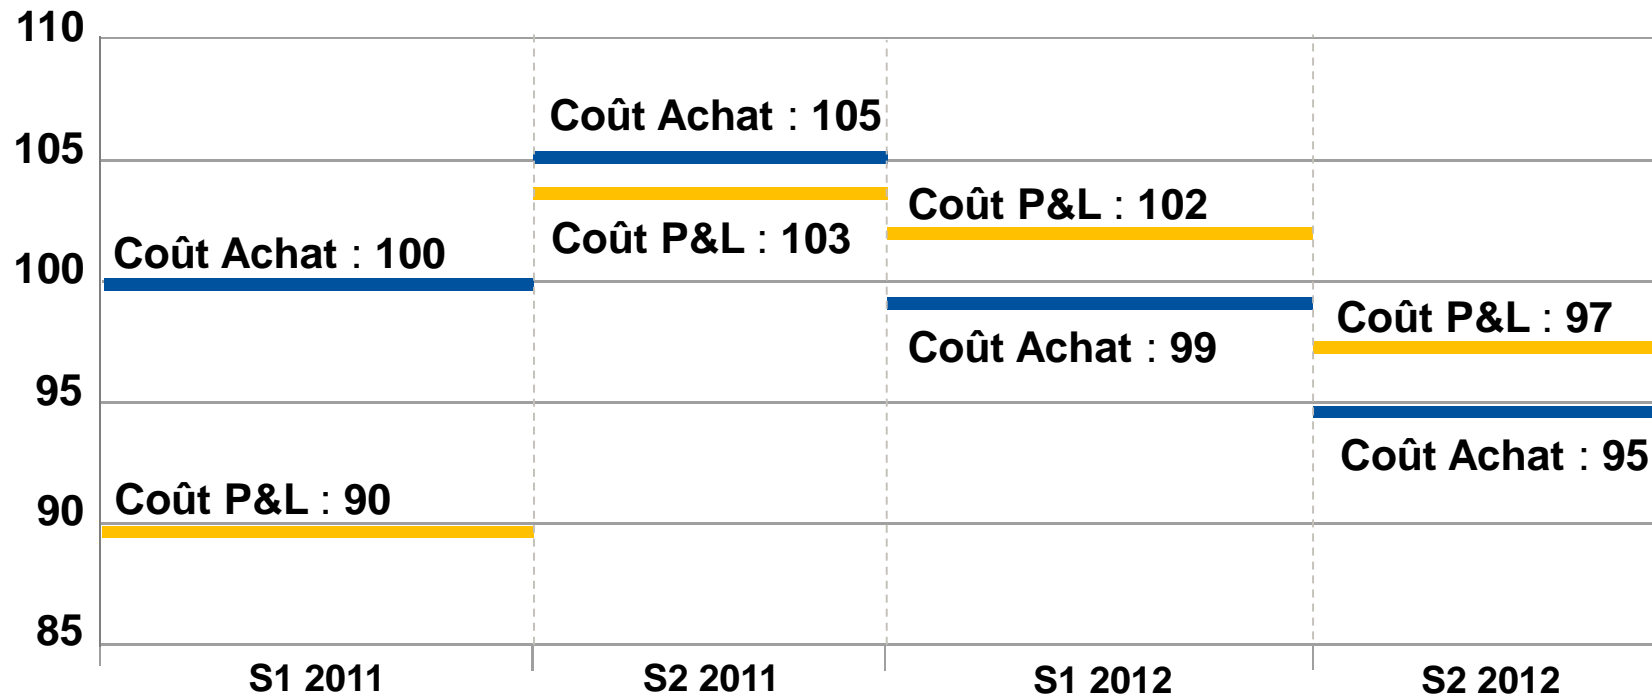 110
105
100
95
90
85
Coût Achat : 100
Coût P&L : 90
Coût Achat : 105
Coût P&L : 103
Coût P&L : 102
Coût Achat : 99
Coût P&L : 97
Coût Achat : 95
S1 2011
S2 2011
S1 2012
S2 2012